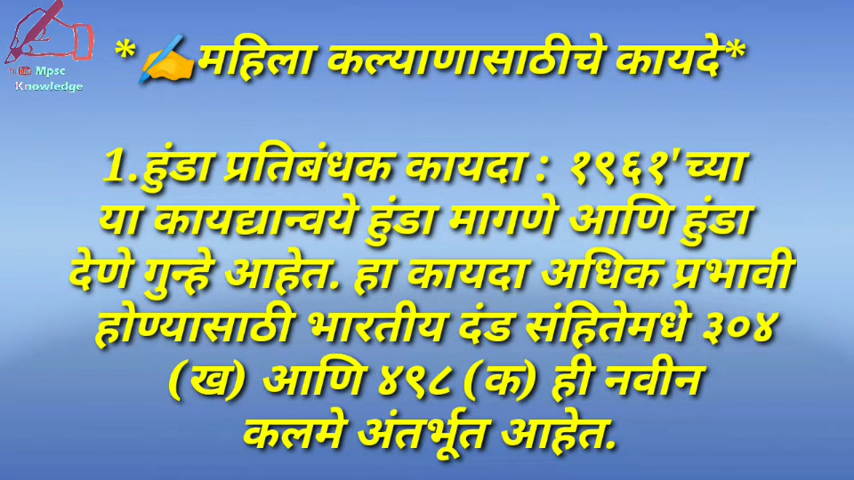 Mpsc
Knowledge
*✍महिला कल्याणासाठीचे कायदे*
1.हुंडा प्रतिबंधक कायदा : १९६१'च्या
या कायद्यान्वये हुंडा मागणे आणि हुंडा
देणे गुन्हे आहेत. हा कायदा अधिक प्रभावी
होण्यासाठी भारतीय दंड संहितेमधे ३०४
(ख) आणि ४९८ (क) ही नवीन
कलमे अंतर्भूत आहेत.